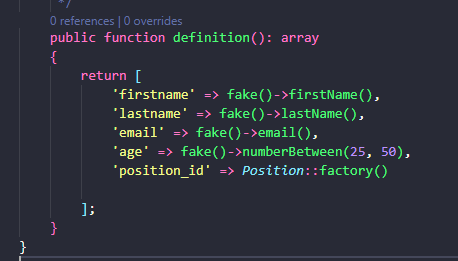 */
0 references | 0 overrides
public function definition(): array
{
return [
'firstname' => fake()->firstName(),
'lastname' => fake()->lastName(),
'email' => fake()->email(),
'age' => fake()->numberBetween(25, 50),
'position_id' => Position::factory()
];
}
}